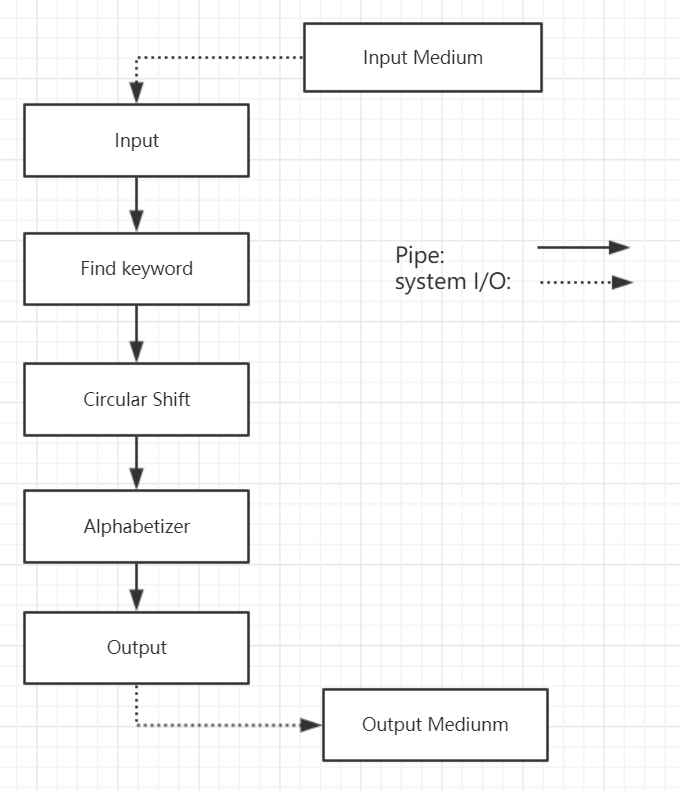 Input Medium
Input
Find keyword
Pipe:
system I/O:
Circular Shift
Alphabetizer
Output
Output Mediunm